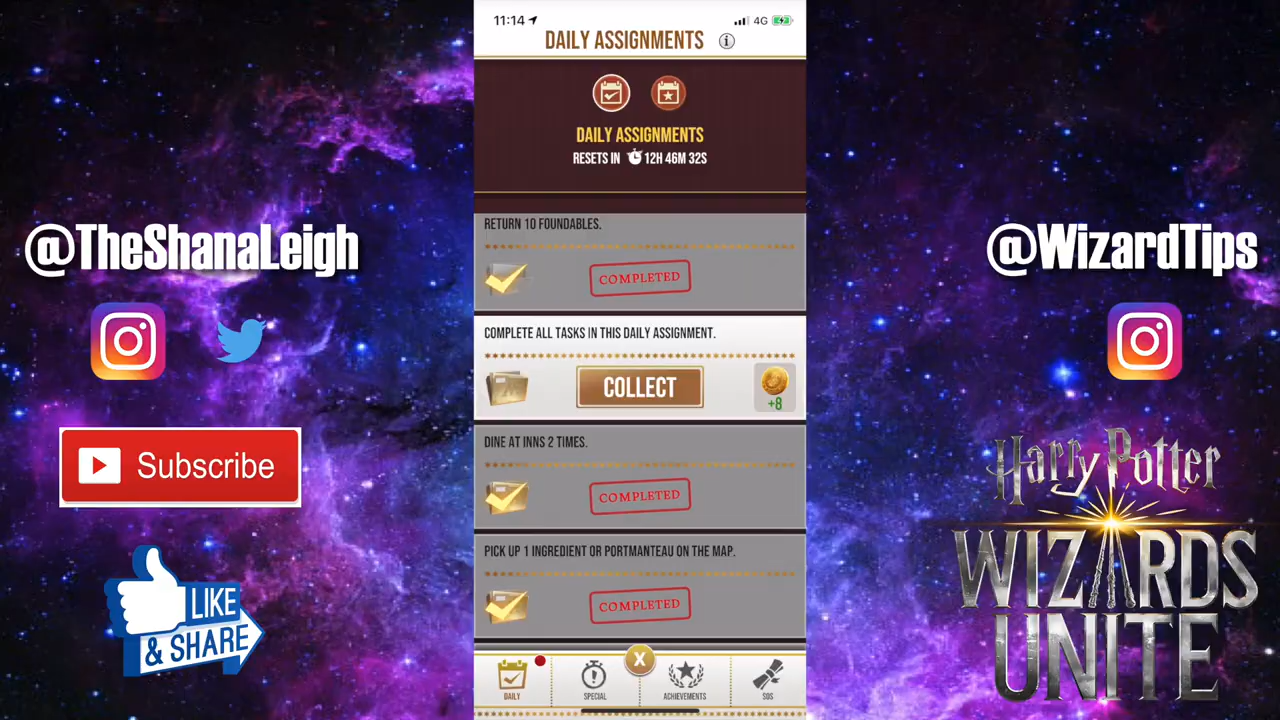 11:14
4G
DAILY ASSIGNMENTS
DAILY ASSIGNMENTS
RESETS IN 12H 46M 32S
RETURN 10 FOUNDABLES.
COMPLETED
COMPLETE ALL TASKS IN THIS DAILY ASSIGNMENT.
COLLECT
+8
DINE AT INNS 2 TIMES.
COMPLETED
PICK UP 1 INGREDIENT OR PORTMANTEAU ON THE MAP.
COMPLETED
X
DAILY
SPECIAL
ACHIEVEMENTS
SOS
@TheShanaLeigh
Subscribe
LIKE
& SHARE
@WizardTips
Harry Potter
WIZARDS
UNITE